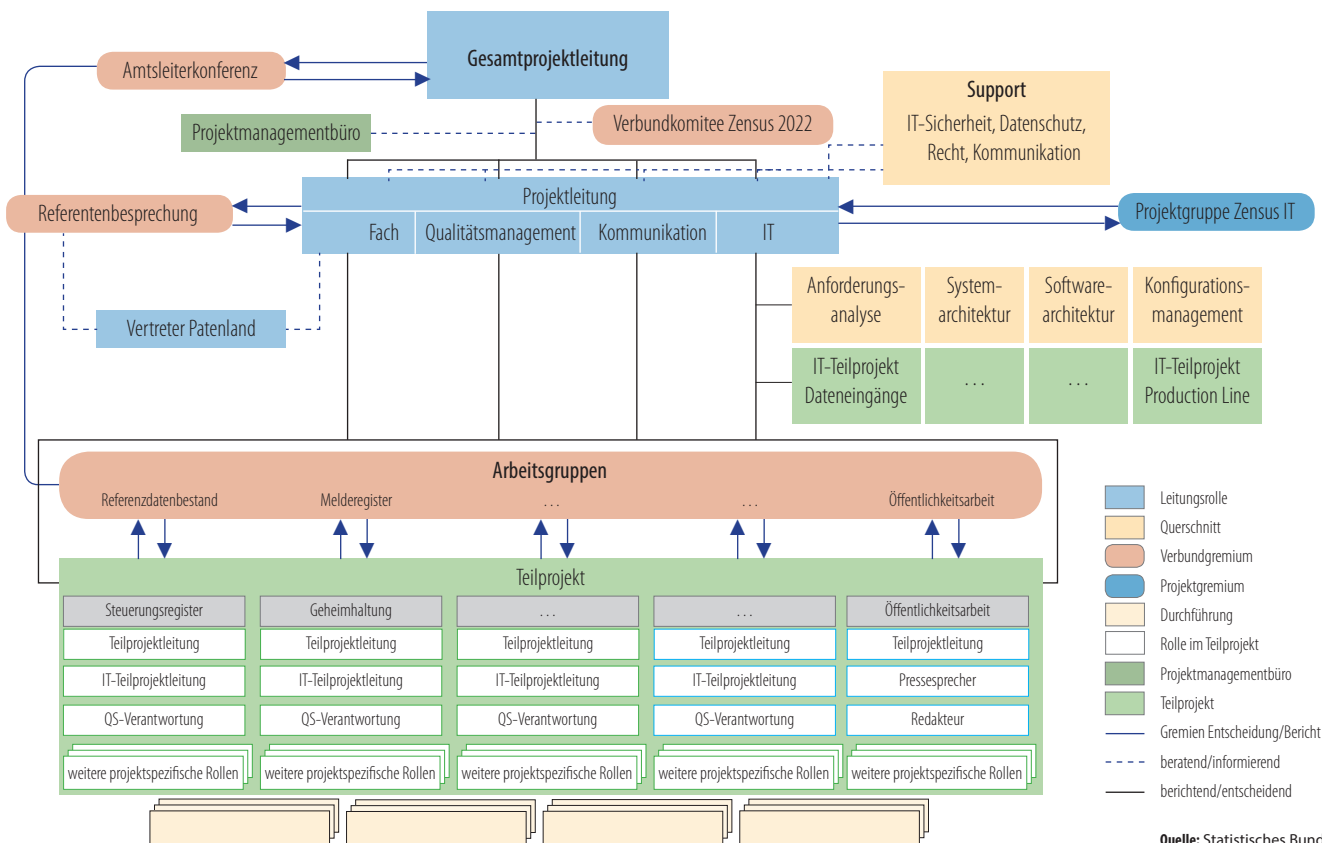 Gesamtprojektleitung
Amtsleiterkonferenz
Support
IT-Sicherheit, Datenschutz,
Recht, Kommunikation
Projektmanagementbüro
Verbundkomitee Zensus 2022
Projektleitung
Fach
Qualitätsmanagement
Kommunikation
IT
Referentenbesprechung
Projektgruppe Zensus IT
Vertreter Patenland
Anforderungs-
analyse
System-
architektur
Software-
architektur
Konfigurations-
management
IT-Teilprojekt
Dateneingänge
. . .
. . .
IT-Teilprojekt
Production Line
Arbeitsgruppen
Referenzdatenbestand
Melderegister
. . .
. . .
Öffentlichkeitsarbeit
Teilprojekt
Steuerungsregister
Geheimhaltung
. . .
. . .
Öffentlichkeitsarbeit
Teilprojektleitung
Teilprojektleitung
Teilprojektleitung
Teilprojektleitung
Teilprojektleitung
IT-Teilprojektleitung
IT-Teilprojektleitung
IT-Teilprojektleitung
IT-Teilprojektleitung
Pressesprecher
QS-Verantwortung
QS-Verantwortung
QS-Verantwortung
QS-Verantwortung
Redakteur
weitere projektspezifische Rollen
weitere projektspezifische Rollen
weitere projektspezifische Rollen
weitere projektspezifische Rollen
weitere projektspezifische Rollen
Leitungsrolle
Querschnitt
Verbundgremium
Projektgremium
Durchführung
Rolle im Teilprojekt
Projektmanagementbüro
Teilprojekt
Gremien Entscheidung/Bericht
beratend/informierend
berichtend/entscheidend
Quelle: Statistisches Bund